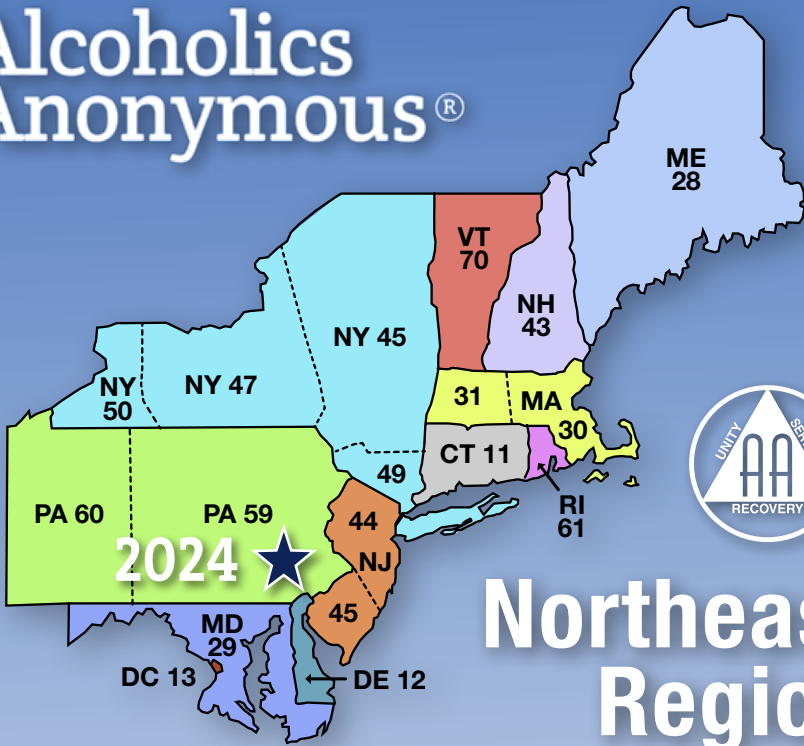 Alcoholics
Anonymous®
ME
28
VT
70
NH
43
NY 45
NY 47
NY
50
31
MA
30
CT 11
49
RI
61
UNITY
AA
RECOVERY
PA 60
PA 59
44
NJ
2024
45
MD
29
DC 13
DE 12
Northeas
Regio